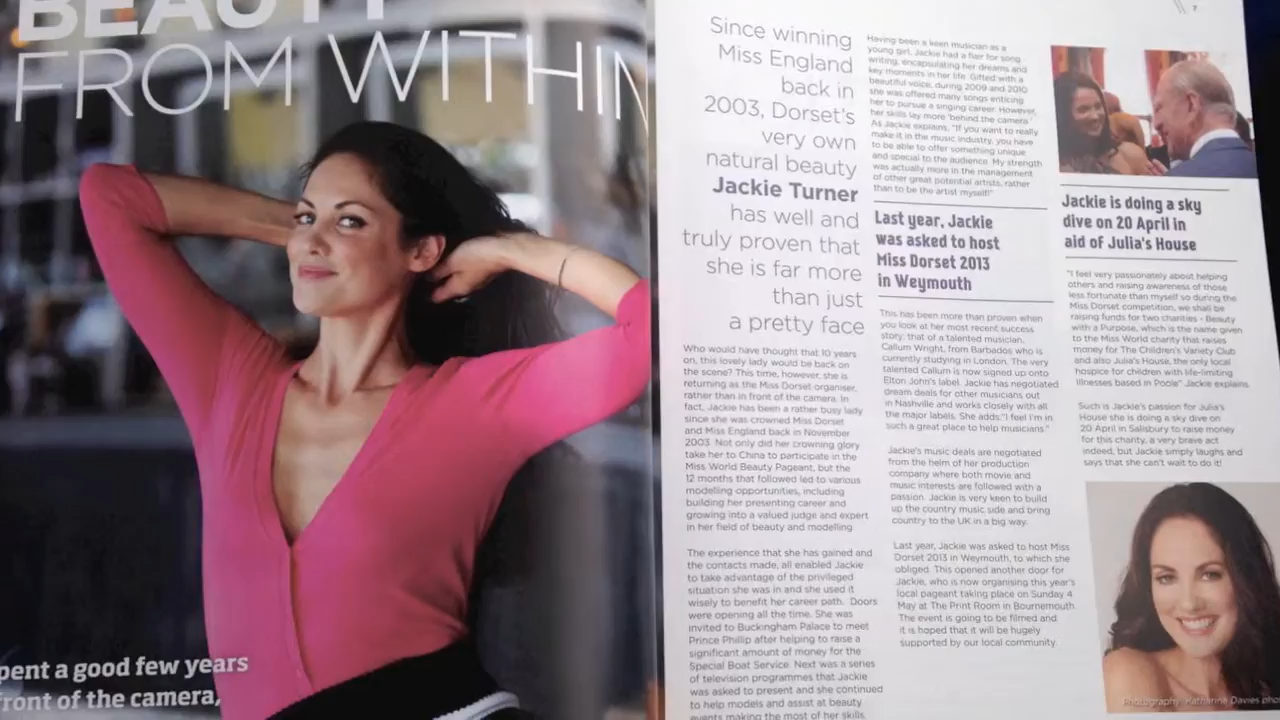 BEAUTY
FROM WITHIN
pent a good few years
front of the camera,
7
Since winning
Miss England
back in
2003, Dorset's
very own
natural beauty
Jackie Turner
has well and
truly proven that
she is far more
than just
a pretty face
Who would have thought that 10 years
on, this lovely lady would be back on
the scene? This time, however, she is
returning as the Miss Dorset organiser,
rather than in front of the camera. In
fact, Jackie has been a rather busy lady
since she was crowned Miss Dorset
and Miss England back in November
2003. Not only did her crowning glory
take her to China to participate in the
Miss World Beauty Pageant, but the
12 months that followed led to various
modelling opportunities, including
building her presenting career and
growing into a valued judge and expert
in her field of beauty and modelling
The experience that she has gained and
the contacts made, all enabled Jackie
to take advantage of the privileged
situation she was in and she used it
wisely to benefit her career path. Doors
were opening all the time. She was
invited to Buckingham Palace to meet
Prince Phillip after helping to raise a
significant amount of money for the
Special Boat Service. Next was a series
of television programmes that Jackie
was asked to present and she continued
to help models and assist at beauty
events making the most of her skills.
Having been a keen musician as a
young girl, Jackie had a flair for song
writing, encapsulating her dreams and
key moments in her life. Gifted with a
beautiful voice, during 2009 and 2010
she was offered many songs enticing
her to pursue a singing career. However,
her skills lay more 'behind the camera'.
As Jackie explains, "If you want to really
make it in the music industry, you have
to be able to offer something unique
and special to the audience. My strength
was actually more in the management
of other great potential artists, rather
than to be the artist myself!"
Last year, Jackie
was asked to host
Miss Dorset 2013
in Weymouth
This has been more than proven when
you look at her most recent success
story; that of a talented musician,
Callum Wright, from Barbados who is
currently studying in London. The very
talented Callum is now signed up onto
Elton John's label. Jackie has negotiated
dream deals for other musicians out
in Nashville and works closely with all
the major labels. She adds,"I feel I'm in
such a great place to help musicians."
Jackie's music deals are negotiated
from the helm of her production
company where both movie and
music interests are followed with a
passion. Jackie is very keen to build
up the country music side and bring
country to the UK in a big way.
Last year, Jackie was asked to host Miss
Dorset 2013 in Weymouth, to which she
obliged. This opened another door for
Jackie, who is now organising this year's
local pageant taking place on Sunday 4
May at The Print Room in Bournemouth.
The event is going to be filmed and
it is hoped that it will be hugely
supported by our local community.
Jackie is doing a sky
dive on 20 April in
aid of Julia's House
"I feel very passionately about helping
others and raising awareness of those
less fortunate than myself so during the
Miss Dorset competition, we shall be
raising funds for two charities - Beauty
with a Purpose, which is the name given
to the Miss World charity that raises
money for The Children's Variety Club
and also Julia's House, the only local
hospice for children with life-limiting
illnesses based in Poole" Jackie explains.
Such is Jackie's passion for Julia's
House she is doing a sky dive on
20 April in Salisbury to raise money
for this charity, a very brave act
indeed, but Jackie simply laughs and
says that she can't wait to do it!
Photography: Katharina Davies pho